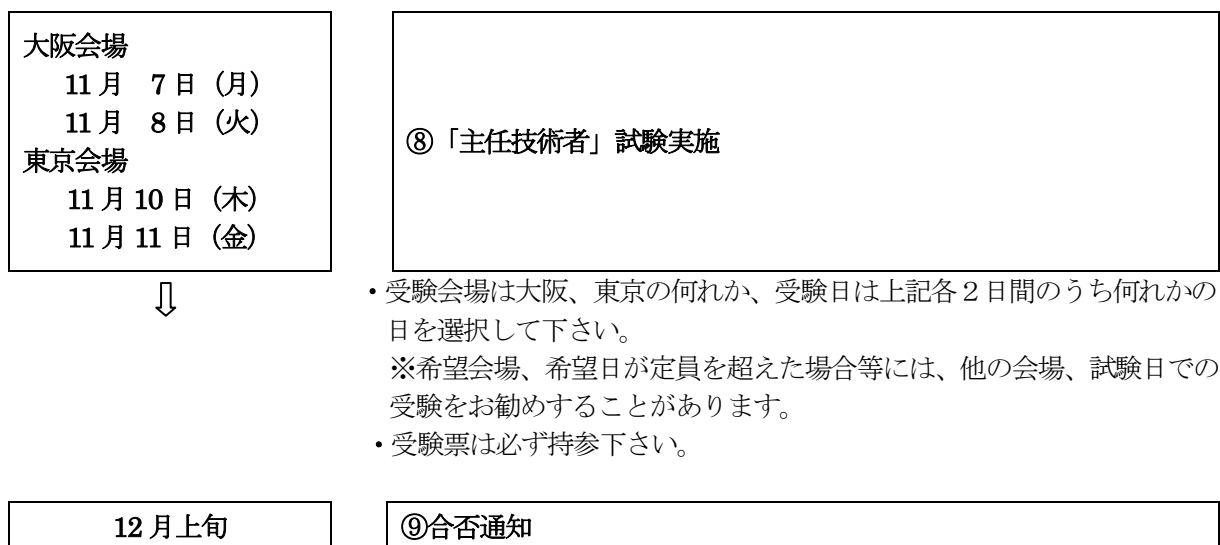 大阪会場
11月　7日（月）
11月　8日（火）
東京会場
11月10日（木）
11月11日（金）
⑧「主任技術者」試験実施
⇩
・受験会場は大阪、東京の何れか、受験日は上記各２日間のうち何れかの
日を選択して下さい。
※希望会場、希望日が定員を超えた場合等には、他の会場、試験日での
受験をお勧めすることがあります。
・受験票は必ず持参下さい。
12月上旬
⑨合否通知